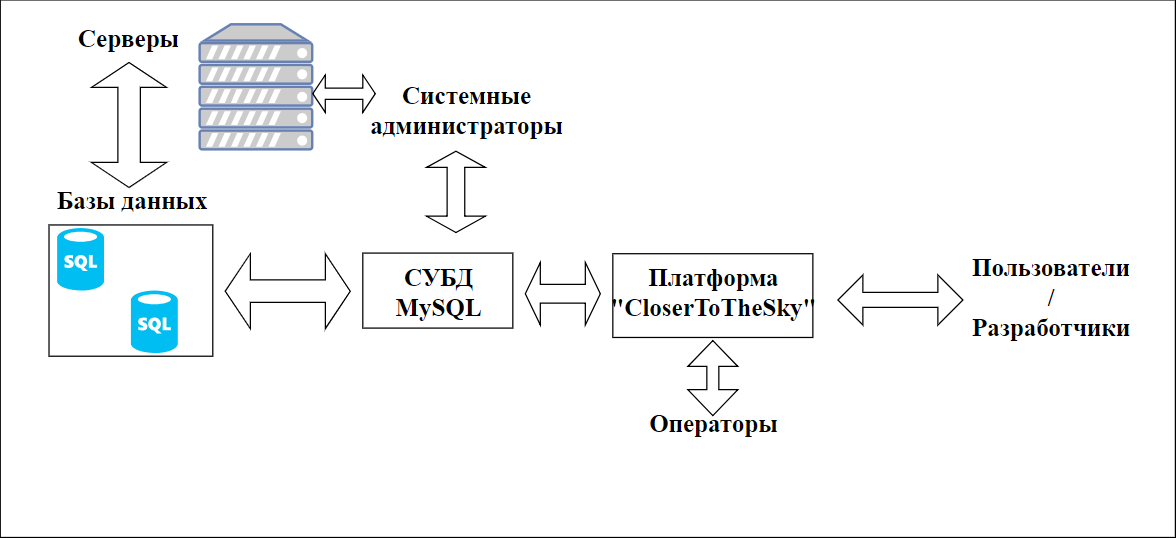 Серверы
Системные
администраторы
Базы данных
SQL
SQL
СУБД
MySQL
Платформа
"CloserToTheSky"
Пользователи
/
Разработчики
Операторы